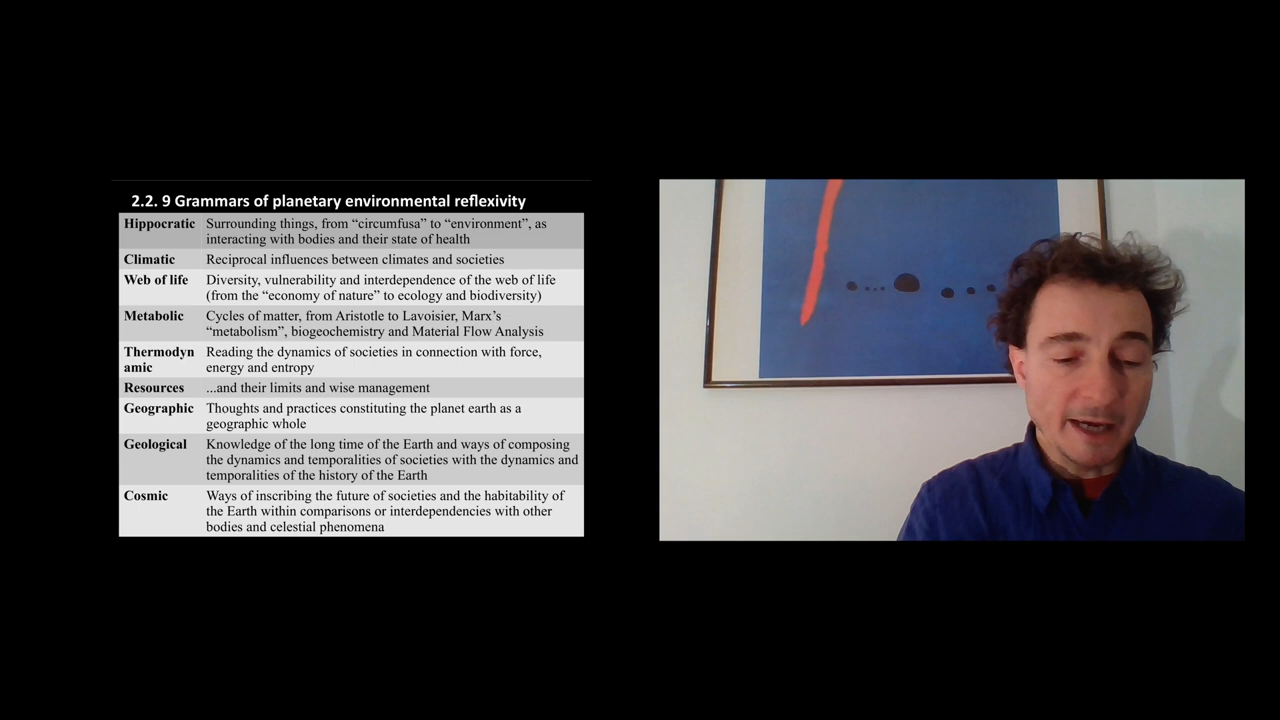 2.2. 9 Grammars of planetary environmental reflexivity
Hippocratic Surrounding things, from “circumfusa” to “environment”, as
interacting with bodies and their state of health
Climatic Reciprocal influences between climates and societies
Web of life Diversity, vulnerability and interdependence of the web of life
(from the “economy of nature” to ecology and biodiversity)
Metabolic Cycles of matter, from Aristotle to Lavoisier, Marx’s
“metabolism”, biogeochemistry and Material Flow Analysis
Thermodyn Reading the dynamics of societies in connection with force,
amic energy and entropy
Resources ...and their limits and wise management
Geographic Thoughts and practices constituting the planet earth as a
geographic whole
Geological Knowledge of the long time of the Earth and ways of composing
the dynamics and temporalities of societies with the dynamics and
temporalities of the history of the Earth
Cosmic Ways of inscribing the future of societies and the habitability of
the Earth within comparisons or interdependencies with other
bodies and celestial phenomena